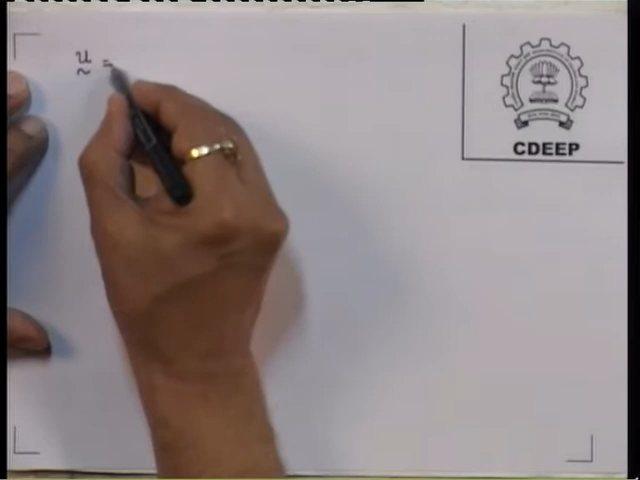 ṵ =
CDEEP